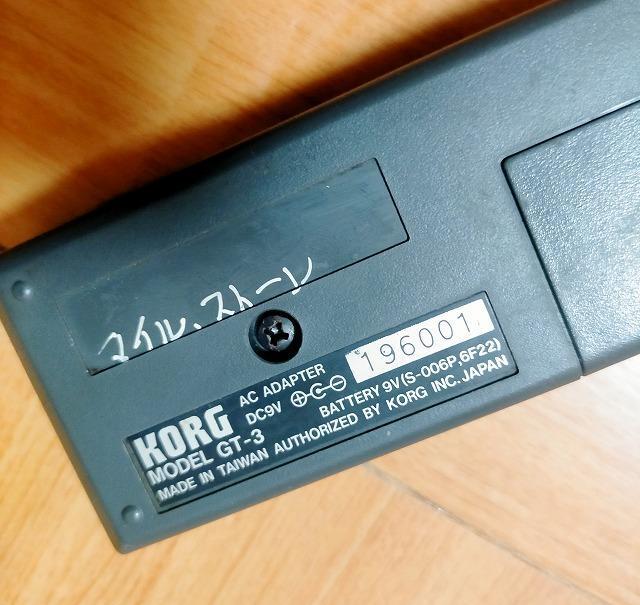 マイル.ストーン
KORG
MODEL GT-3
AC ADAPTER
DC9V ⊕-C-⊖
196001
BATTERY 9V(S-006P,6F22)
MADE IN TAIWAN AUTHORIZED BY KORG INC. JAPAN